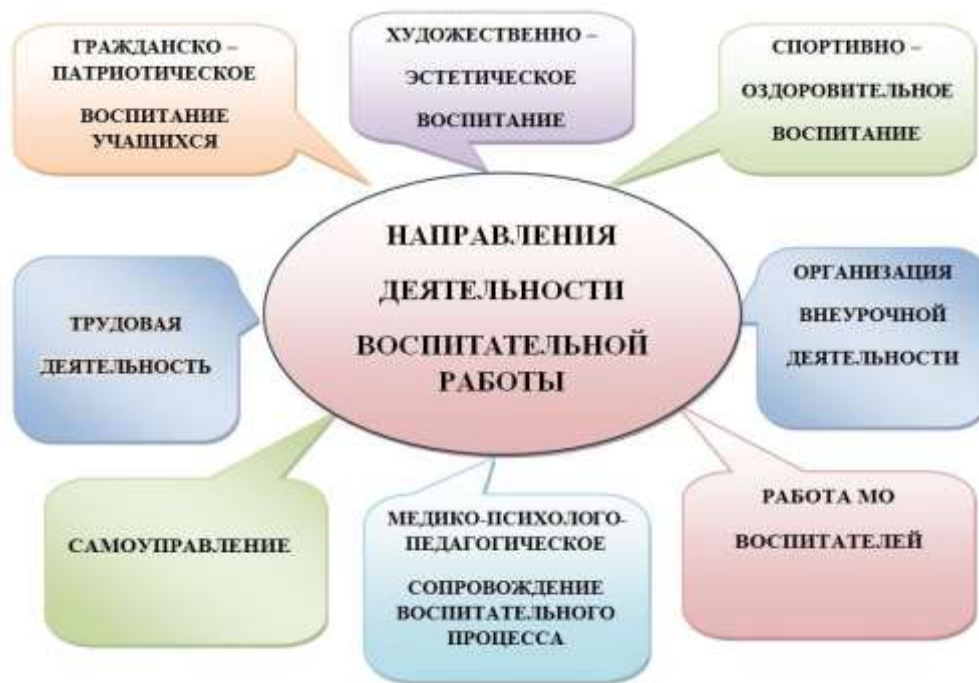 ГРАЖДАНСКО –
ПАТРИОТИЧЕСКОЕ
ВОСПИТАНИЕ
УЧАЩИХСЯ
ХУДОЖЕСТВЕННО –
ЭСТЕТИЧЕСКОЕ
ВОСПИТАНИЕ
СПОРТИВНО –
ОЗДОРОВИТЕЛЬНОЕ
ВОСПИТАНИЕ
НАПРАВЛЕНИЯ
ДЕЯТЕЛЬНОСТИ
ВОСПИТАТЕЛЬНОЙ
РАБОТЫ
ТРУДОВАЯ
ДЕЯТЕЛЬНОСТЬ
ОРГАНИЗАЦИЯ
ВНЕУРОЧНОЙ
ДЕЯТЕЛЬНОСТИ
САМОУПРАВЛЕНИЕ
МЕДИКО-ПСИХОЛОГО-
ПЕДАГОГИЧЕСКОЕ
СОПРОВОЖДЕНИЕ
ВОСПИТАТЕЛЬНОГО
ПРОЦЕССА
РАБОТА МО
ВОСПИТАТЕЛЕЙ